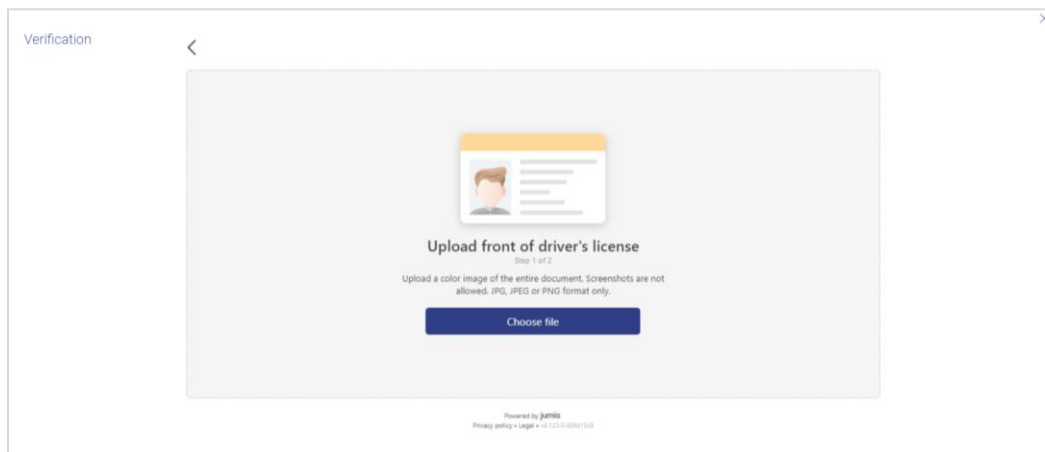 Verification
Upload front of driver's license
Step 1 of 2
Upload a color image of the entire document. Screenshots are not
allowed. JPG, JPEG or PNG format only.
Choose file
Powered by jumio
Privacy policy • Legal •